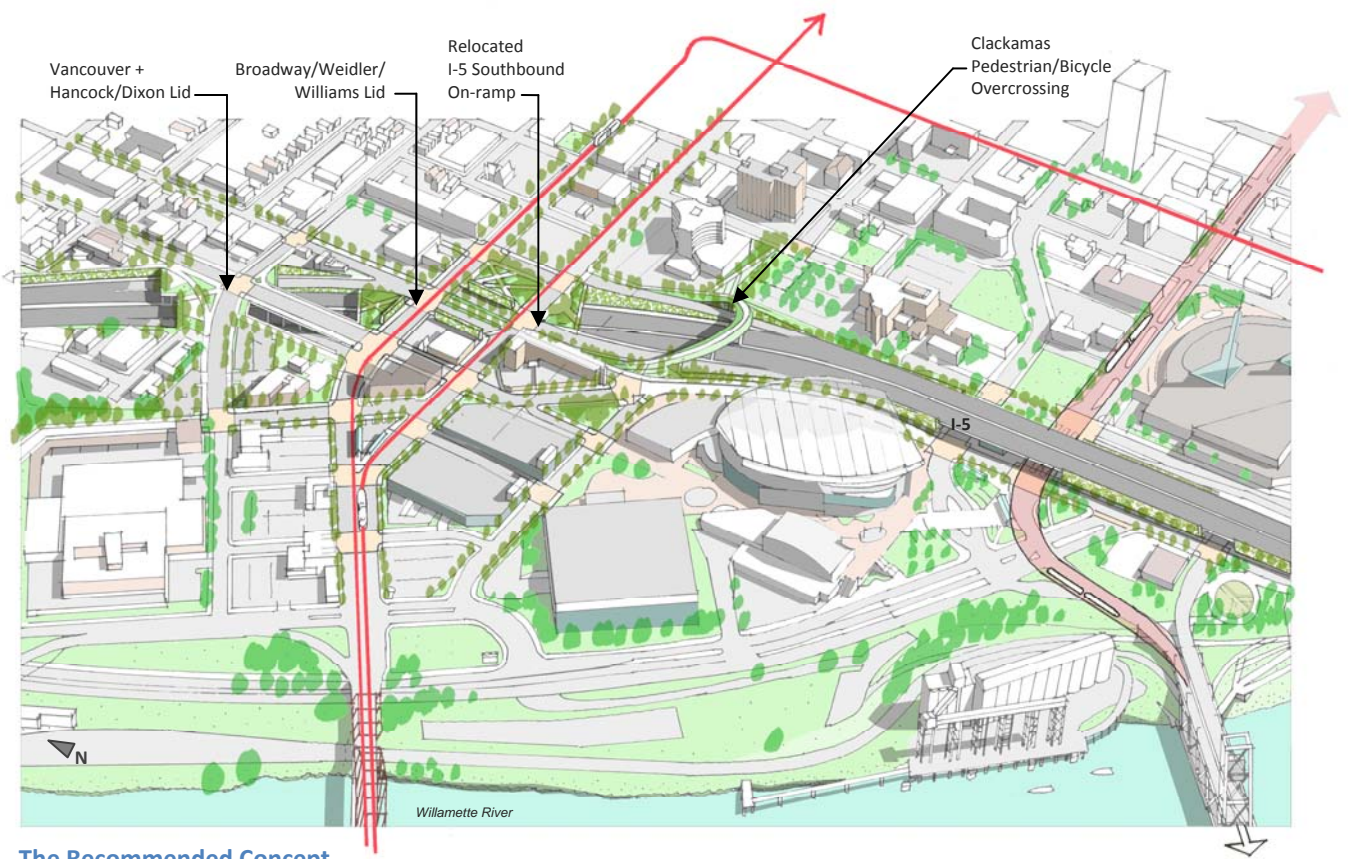 Vancouver +
Hancock/Dixon Lid
Broadway/Weidler/
Williams Lid
Relocated
I-5 Southbound
On-ramp
Clackamas
Pedestrian/Bicycle
Overcrossing
I-5
N
Willamette River
The Recommended Concept